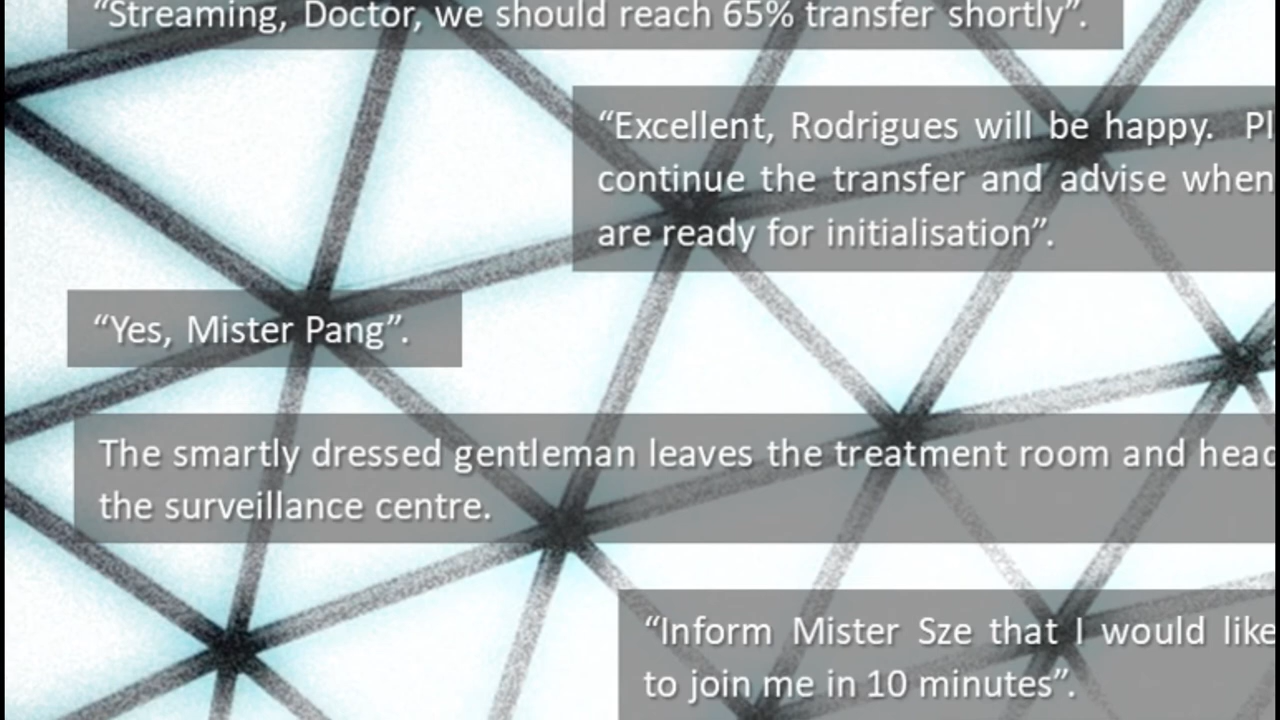 “Streaming, Doctor, we should reach 65% transfer shortly”.
“Excellent, Rodrigues will be happy.
continue the transfer and advise when
are ready for initialisation”.
“Yes, Mister Pang”.
The smartly dressed gentleman leaves the treatment room and
the surveillance centre.
“Inform Mister Sze that I would like
to join me in 10 minutes”.